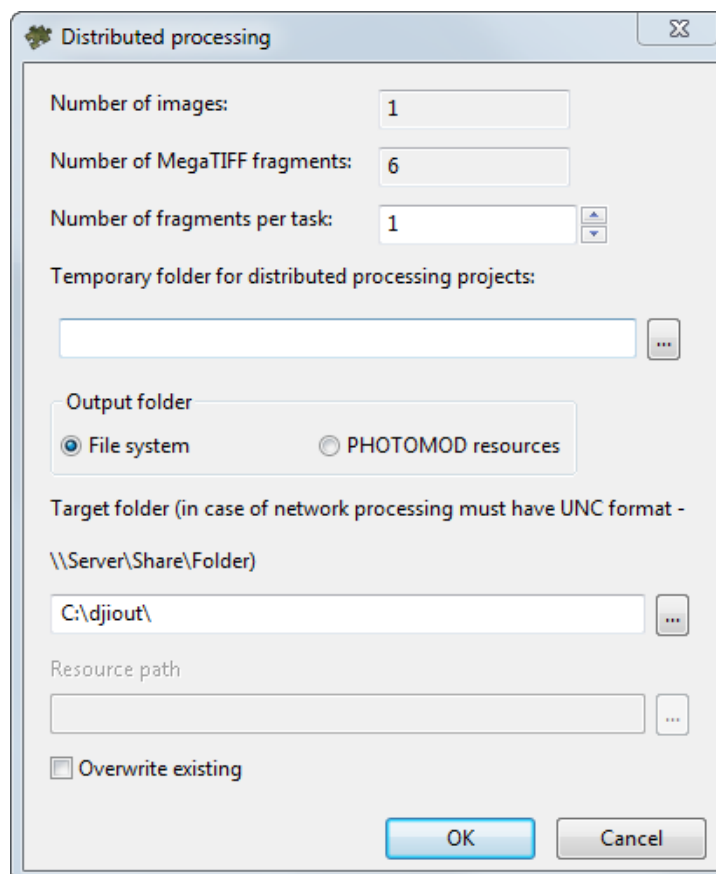 Distributed processing
Number of images: 1
Number of MegaTIFF fragments: 6
Number of fragments per task: 1
Temporary folder for distributed processing projects:
...
Output folder
File system PHOTOMOD resources
Target folder (in case of network processing must have UNC format -
\\Server\Share\Folder)
C:\djiout\ ...
Resource path
...
Overwrite existing
OK Cancel